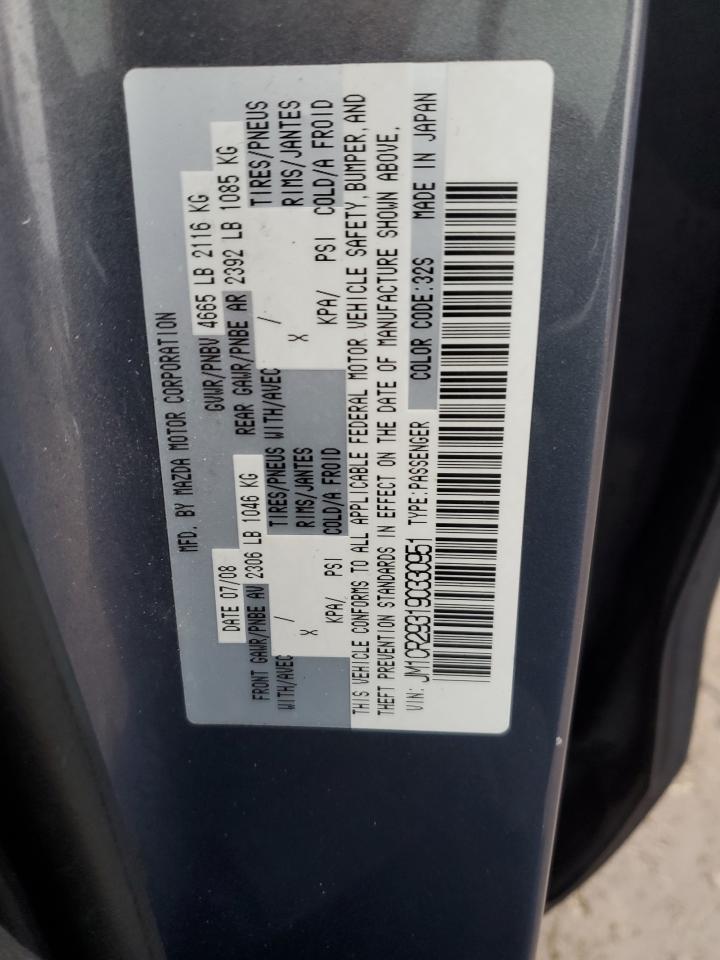 MFD. BY MAZDA MOTOR CORPORATION
DATE 07/08 GVWR/PNBV 4665 LB 2116 KG
FRONT GAWR/PNBE AV 2306 LB 1046 KG REAR GAWR/PNBE AR 2392 LB 1085 KG
WITH/AVEC / TIRES/PNEUS WITH/AVEC / TIRES/PNEUS
X RIMS/JANTES X RIMS/JANTES
KPA/ PSI COLD/A FROID KPA/ PSI COLD/A FROID
THIS VEHICLE CONFORMS TO ALL APPLICABLE FEDERAL MOTOR VEHICLE SAFETY, BUMPER, AND
THEFT PREVENTION STANDARDS IN EFFECT ON THE DATE OF MANUFACTURE SHOWN ABOVE.
VIN: JM1CR293190330951 TYPE:PASSENGER COLOR CODE:32S MADE IN JAPAN